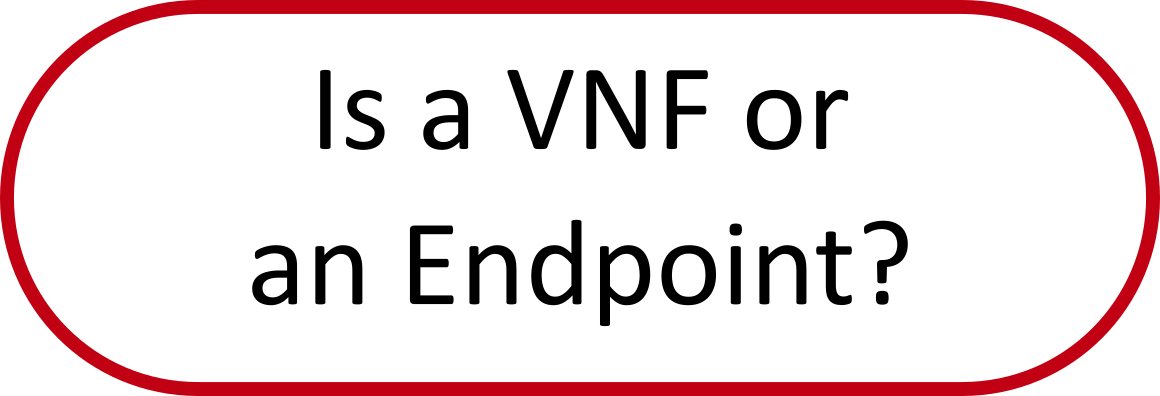 Is a VNF or
an Endpoint?